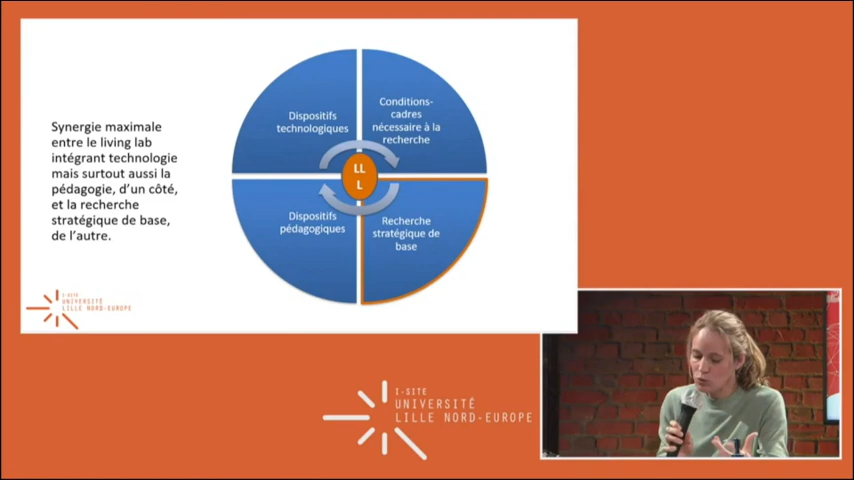 Synergie maximale
entre le living lab
intégrant technologie
mais surtout aussi la
pédagogie, d'un côté,
et la recherche
stratégique de base,
de l'autre.
Dispositifs
technologiques
Conditions-
cadres
nécessaire à la
recherche
LL
L
Dispositifs
pédagogiques
Recherche
stratégique de
base
I-SITE
UNIVERSITÉ
LILLE NORD-EUROPE
I-SITE
UNIVERSITÉ
LILLE NORD-EUROPE